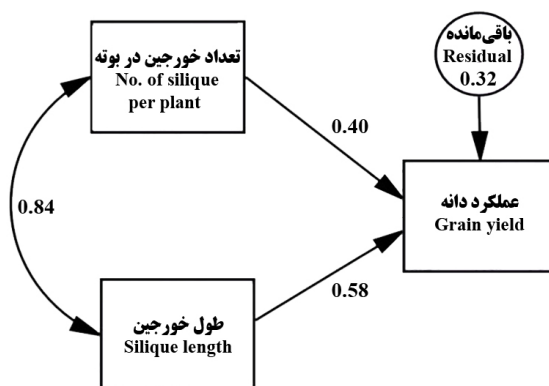 تعداد خورجین در بوته
No. of silique
per plant
باقی‌مانده
Residual
0.32
0.40
0.84
عملکرد دانه
Grain yield
0.58
طول خورجین
Silique length